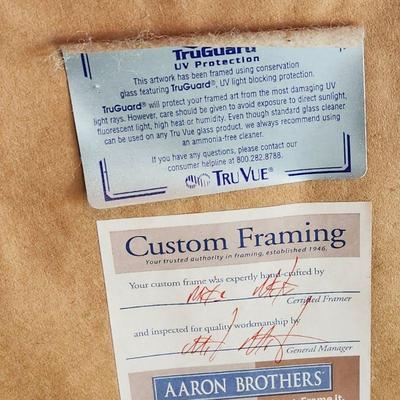 TruGuard
UV Protection
This artwork has been framed using conservation
glass featuring TruGuard®, UV light blocking protection.
TruGuard® will protect your framed art from the most damaging UV
light rays. However, care should be given to avoid exposure to direct sunlight,
fluorescent light, high heat or humidity. Even though standard glass cleaner
can be used on any Tru Vue glass product, we always recommend using
an ammonia-free cleaner.
If you have any questions, please contact our
consumer helpline at 800.282.8788.
TRU VUE®
Custom Framing
Your trusted authority in framing, established 1946.
Your custom frame was expertly hand-crafted by
Certified Framer
and inspected for quality workmanship by
General Manager
AARON BROTHERS
Frame it.